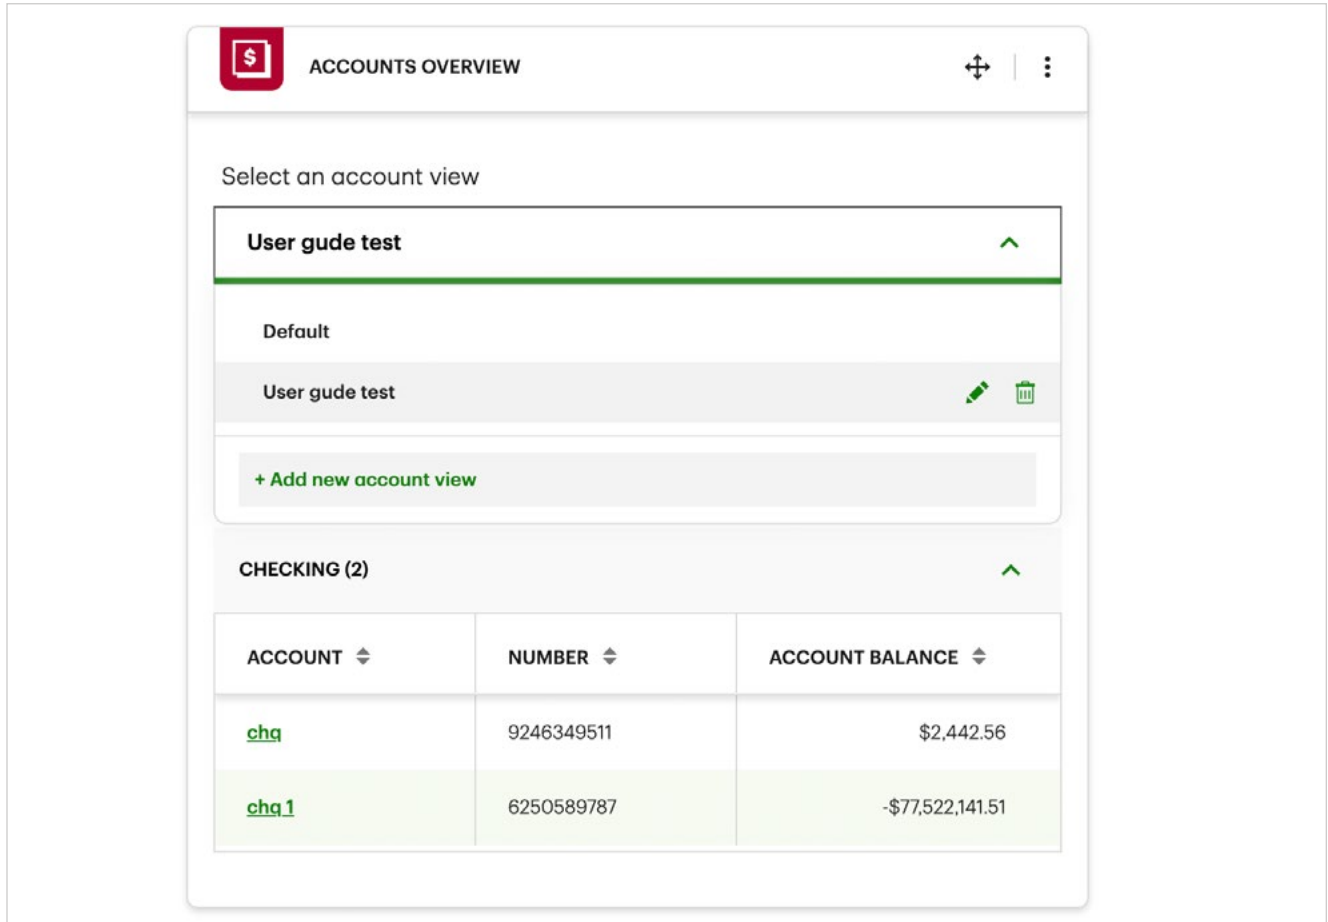 $
ACCOUNTS OVERVIEW
Select an account view
User gude test
Default
User gude test
+ Add new account view
CHECKING (2)
ACCOUNT NUMBER ACCOUNT BALANCE
chq 9246349511 $2,442.56
chq 1 6250589787 -$77,522,141.51